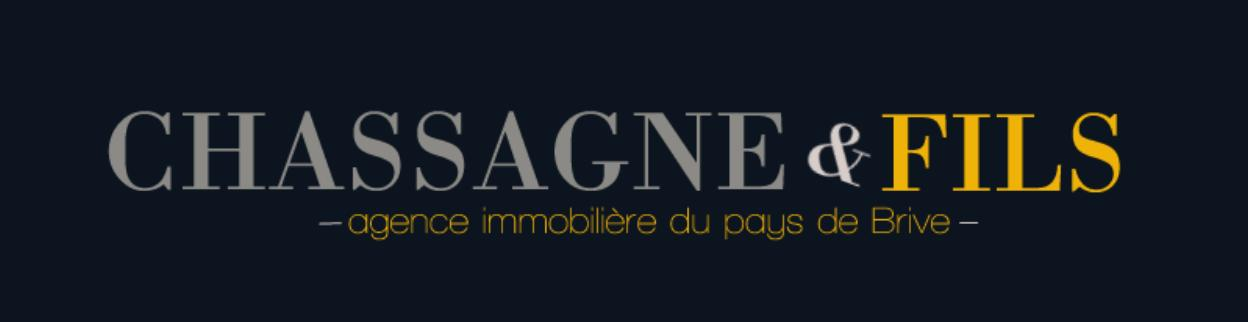 CHASSAGNE & FILS
– agence immobilière du pays de Brive –